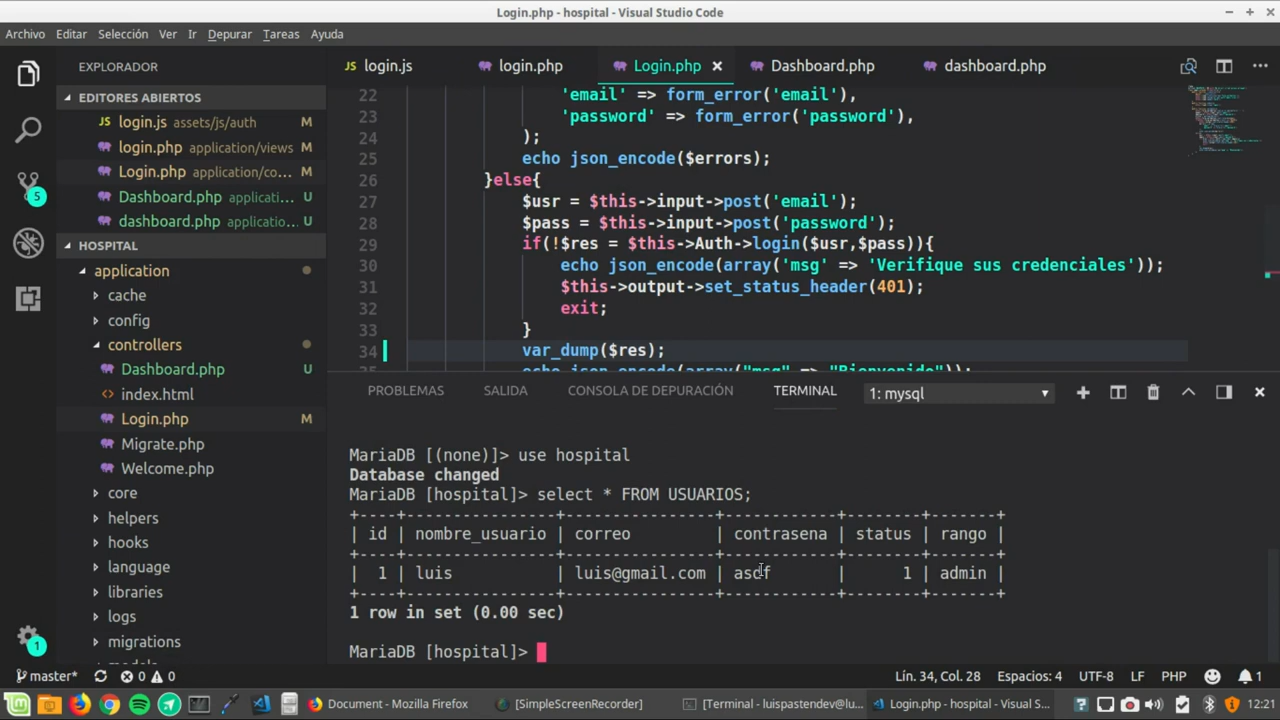 Login.php - hospital - Visual Studio Code
Archivo Editar Selección Ver Ir Depurar Tareas Ayuda
EXPLORADOR
login.js login.php Login.php Dashboard.php dashboard.php
EDITORES ABIERTOS
login.js assets/js/auth M
login.php application/views M
Login.php application/co... M
Dashboard.php applicati... U
dashboard.php applicatio... U
HOSPITAL
application
cache
config
controllers
Dashboard.php U
index.html
Login.php M
Migrate.php
Welcome.php
core
helpers
hooks
language
libraries
logs
migrations
22 'email' => form_error('email'),
23 'password' => form_error('password'),
24 );
25 echo json_encode($errors);
26 }else{
27 $usr = $this->input->post('email');
28 $pass = $this->input->post('password');
29 if(!$res = $this->Auth->login($usr,$pass)){
30 echo json_encode(array('msg' => 'Verifique sus credenciales'));
31 $this->output->set_status_header(401);
32 exit;
33 }
34 var_dump($res);
PROBLEMAS SALIDA CONSOLA DE DEPURACIÓN TERMINAL 1: mysql
MariaDB [(none)]> use hospital
Database changed
MariaDB [hospital]> select * FROM USUARIOS;
+----+----------------+-----------------+------------+--------+-------+
| id | nombre_usuario | correo | contrasena | status | rango |
+----+----------------+-----------------+------------+--------+-------+
| 1 | luis | luis@gmail.com | asdf | 1 | admin |
+----+----------------+-----------------+------------+--------+-------+
1 row in set (0.00 sec)
MariaDB [hospital]>
5
1
master* 0 0 Lín. 34, Col. 28 Espacios: 4 UTF-8 LF PHP 1
Document - Mozilla Firefox [SimpleScreenRecorder] [Terminal - luispastendev@lu... Login.php - hospital - Visual S... 12:21